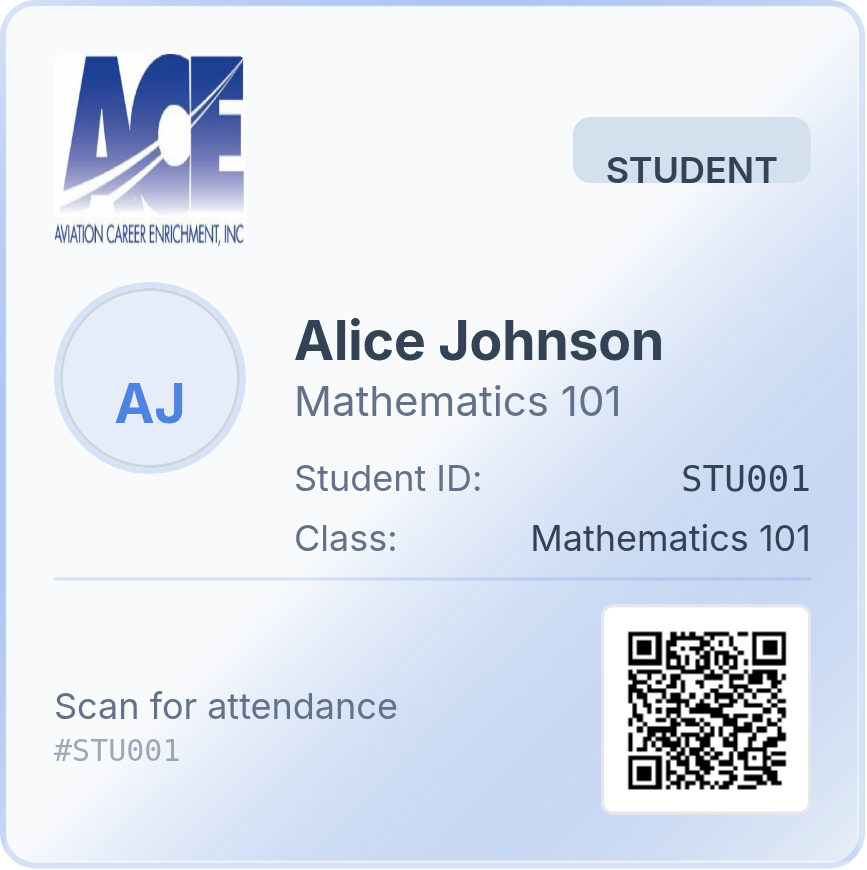 ACE
AVIATION CAREER ENRICHMENT, INC
STUDENT
AJ
Alice Johnson
Mathematics 101
Student ID: STU001
Class: Mathematics 101
Scan for attendance
#STU001